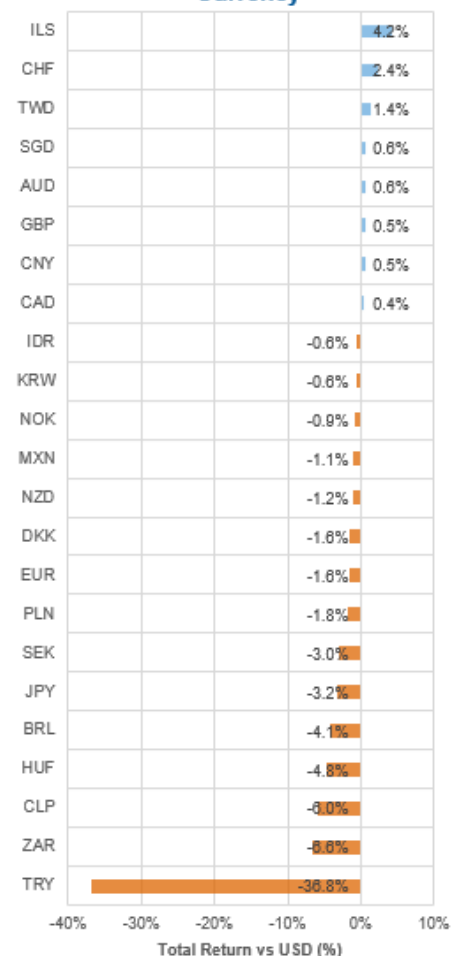 Currency
ILS 4.2%
CHF 2.4%
TWD 1.4%
SGD 0.6%
AUD 0.6%
GBP 0.5%
CNY 0.5%
CAD 0.4%
IDR -0.6%
KRW -0.6%
NOK -0.9%
MXN -1.1%
NZD -1.2%
DKK -1.6%
EUR -1.6%
PLN -1.8%
SEK -3.0%
JPY -3.2%
BRL -4.1%
HUF -4.8%
CLP -6.0%
ZAR -6.6%
TRY -36.8%
-40% -30% -20% -10% 0% 10%
Total Return vs USD (%)